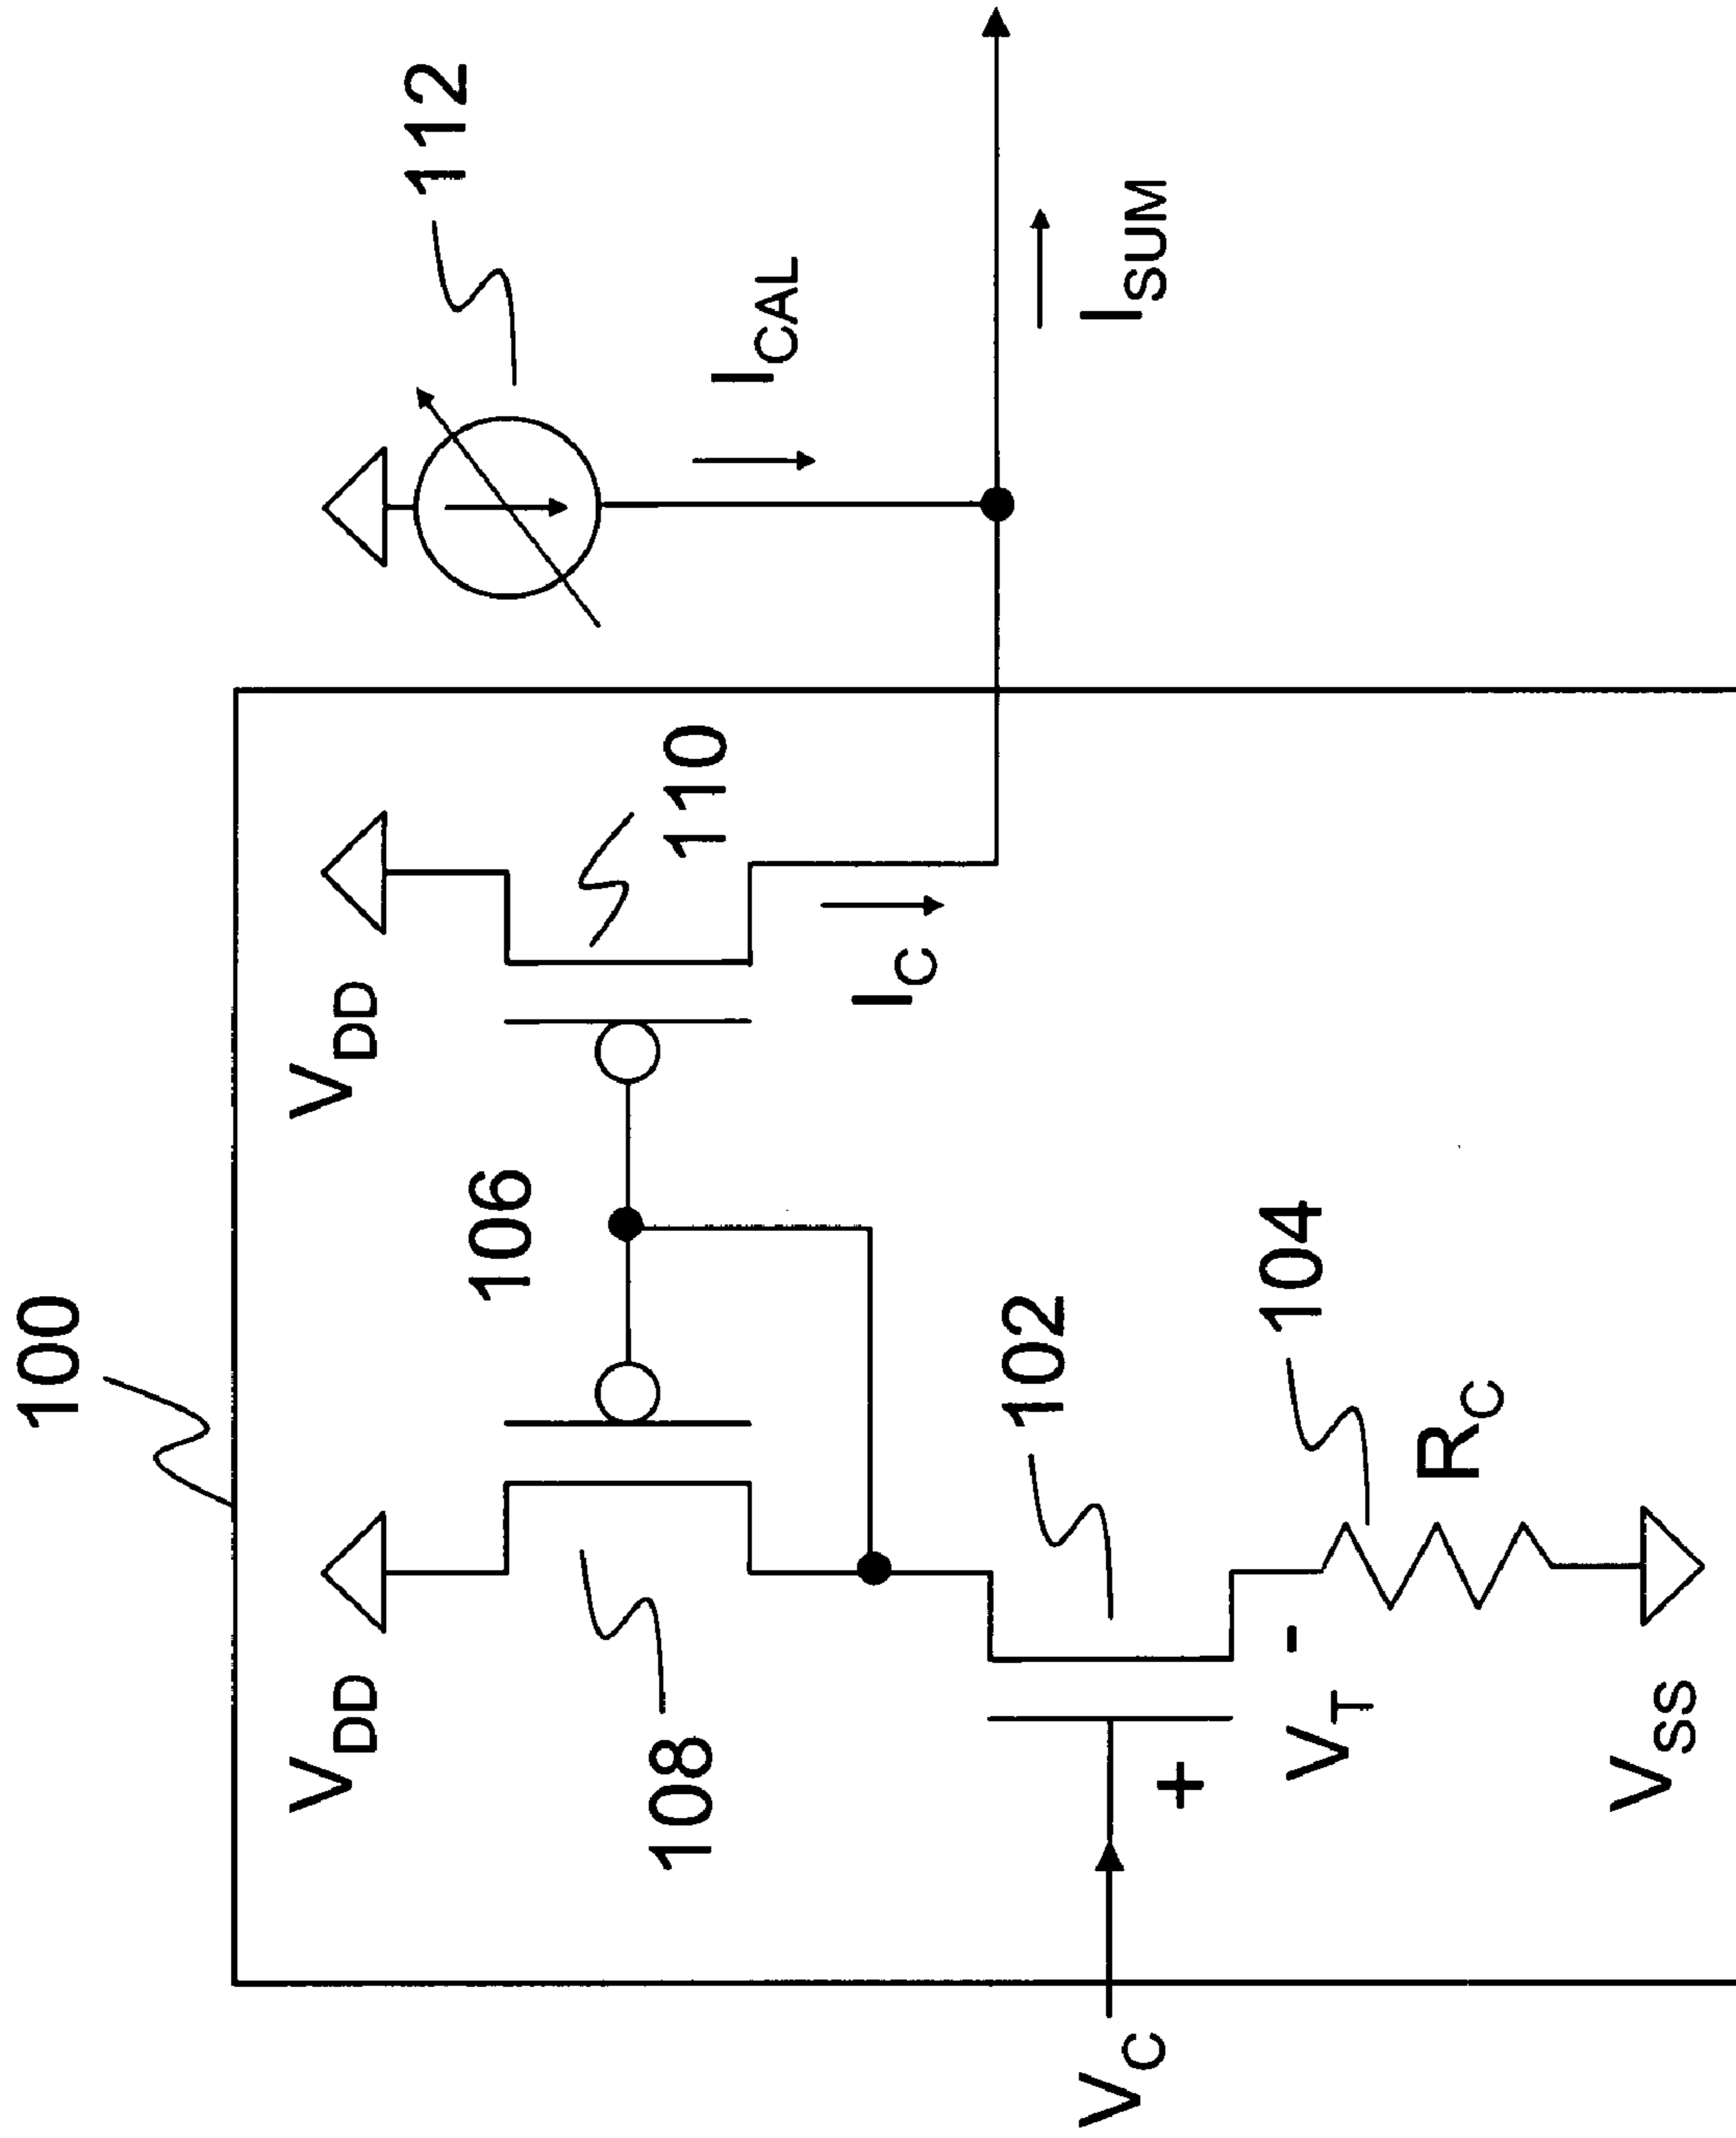 100
V_DD
106
V_DD
112
108
110
I_CAL
102
I_C
V_C
+
V_T
-
104
I_SUM
R_C
V_SS